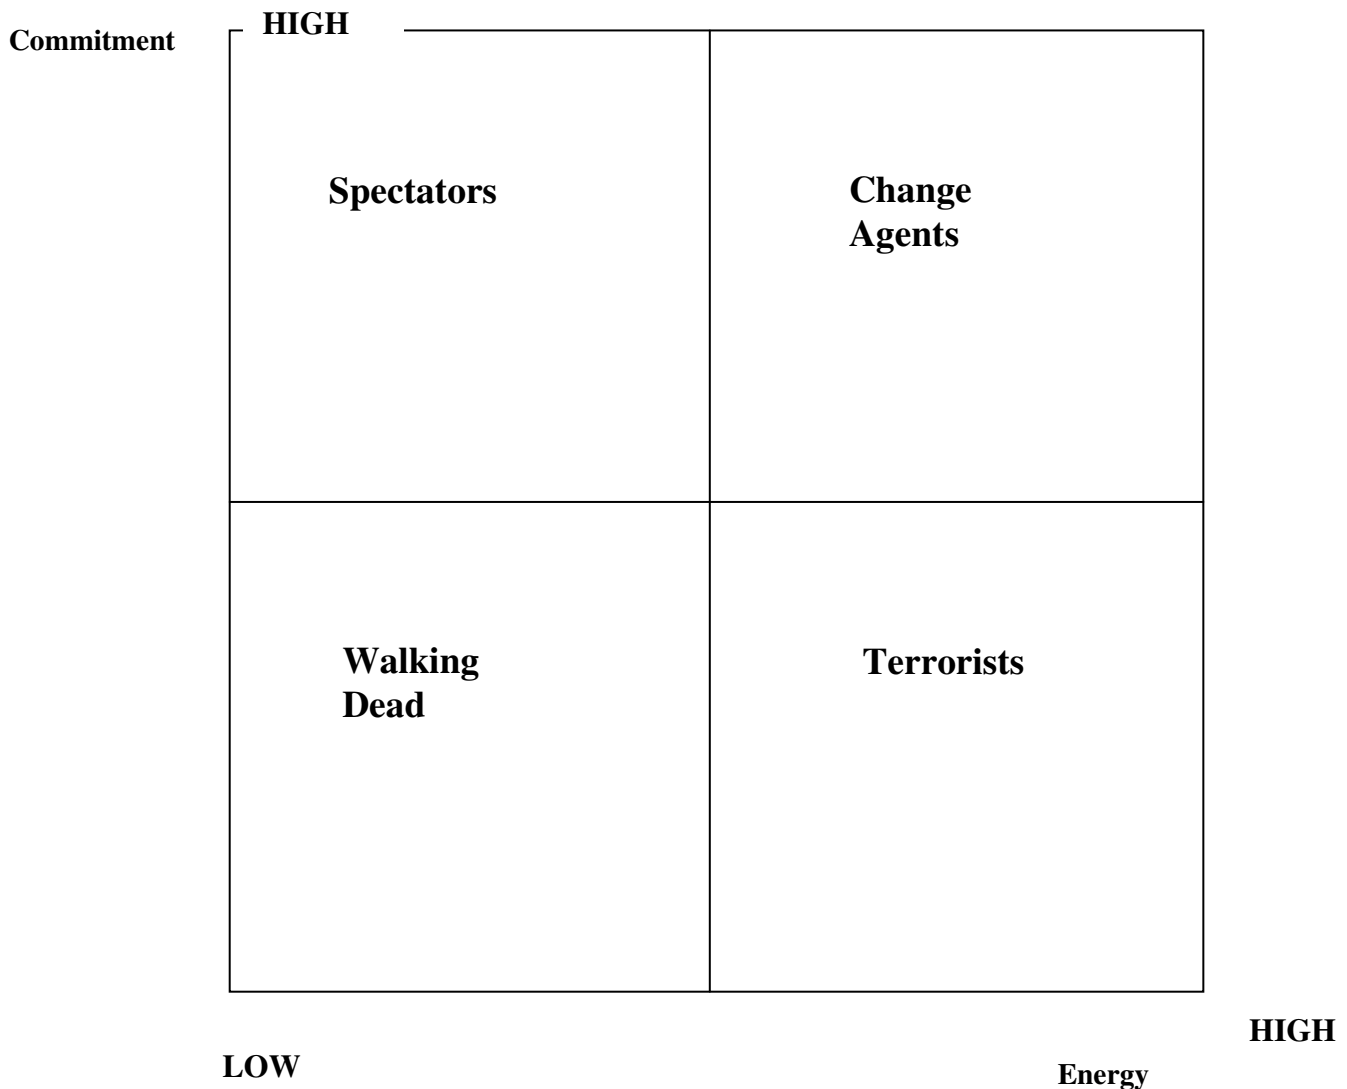 HIGH
Commitment
Spectators
Change
Agents
Walking
Dead
Terrorists
HIGH
LOW
Energy